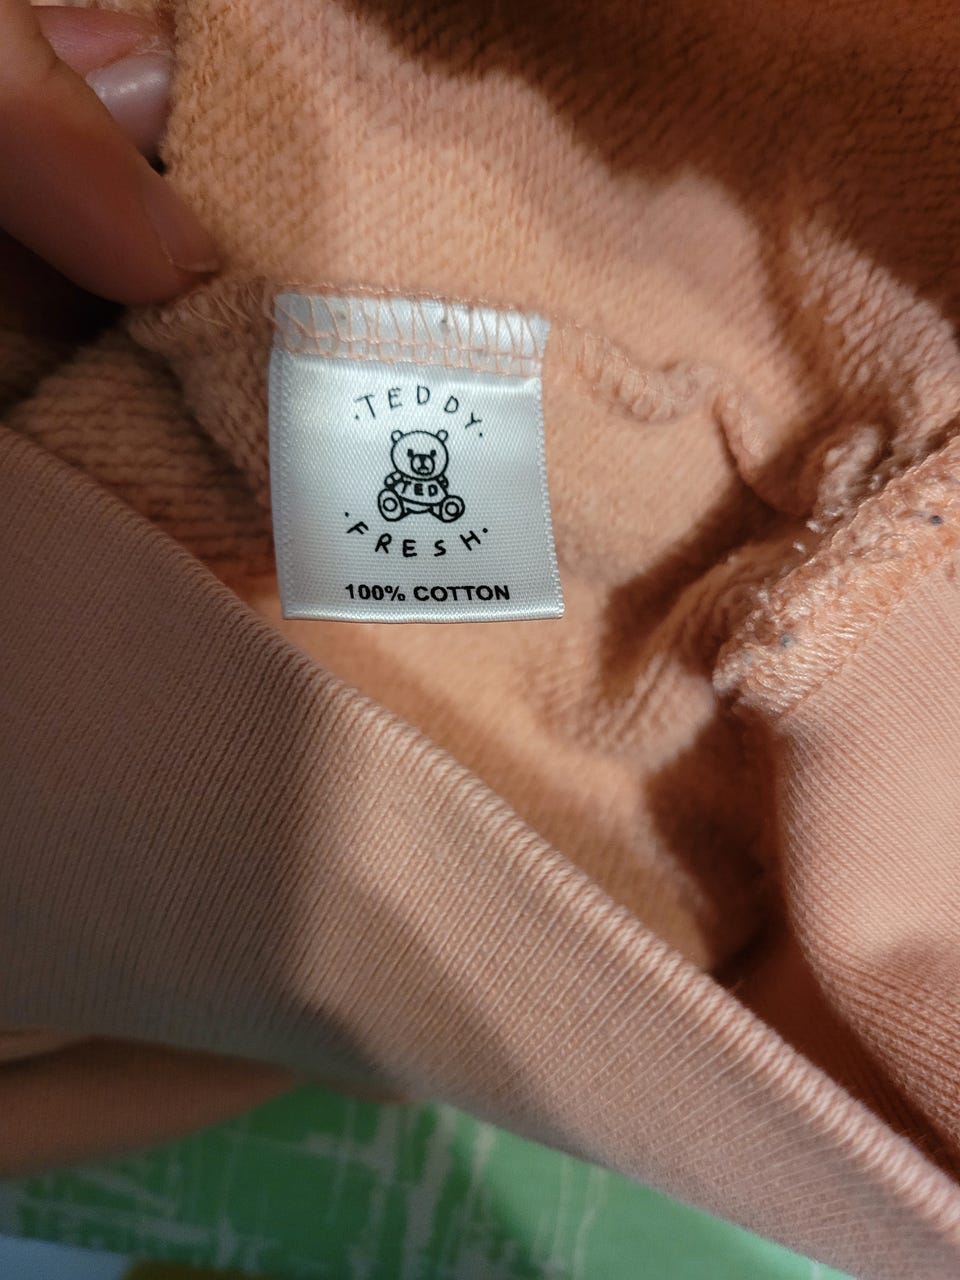 ·TEDDY·
TED
·FRESH·
100% COTTON